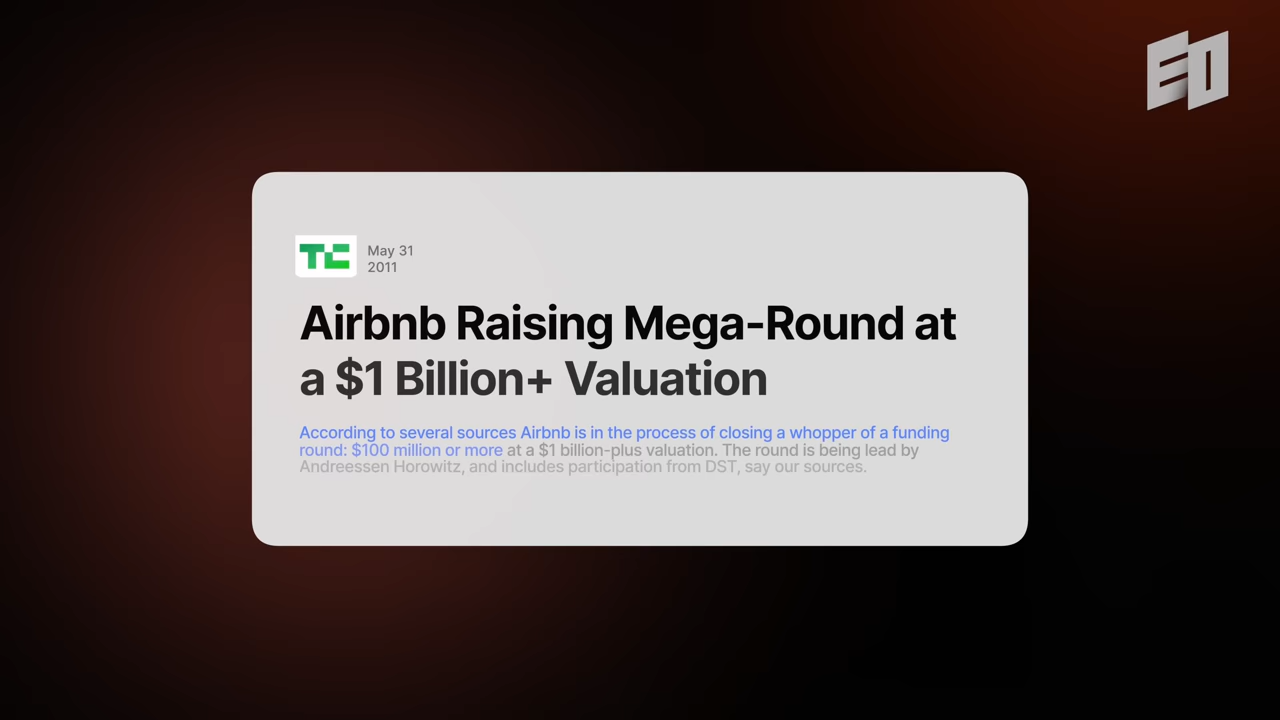 EO
TC
May 31
2011
Airbnb Raising Mega-Round at
a $1 Billion+ Valuation
According to several sources Airbnb is in the process of closing a whopper of a funding
round: $100 million or more at a $1 billion-plus valuation. The round is being lead by
Andreessen Horowitz, and includes participation from DST, say our sources.